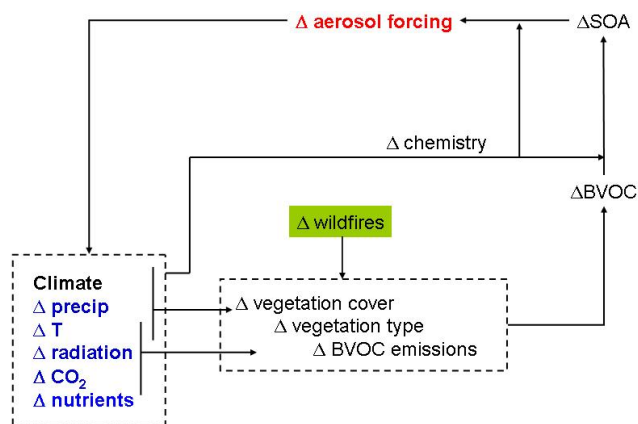 Δ aerosol forcing
ΔSOA
Δ chemistry
ΔBVOC
Δ wildfires
Climate
Δ precip
Δ T
Δ radiation
Δ CO₂
Δ nutrients
Δ vegetation cover
Δ vegetation type
Δ BVOC emissions